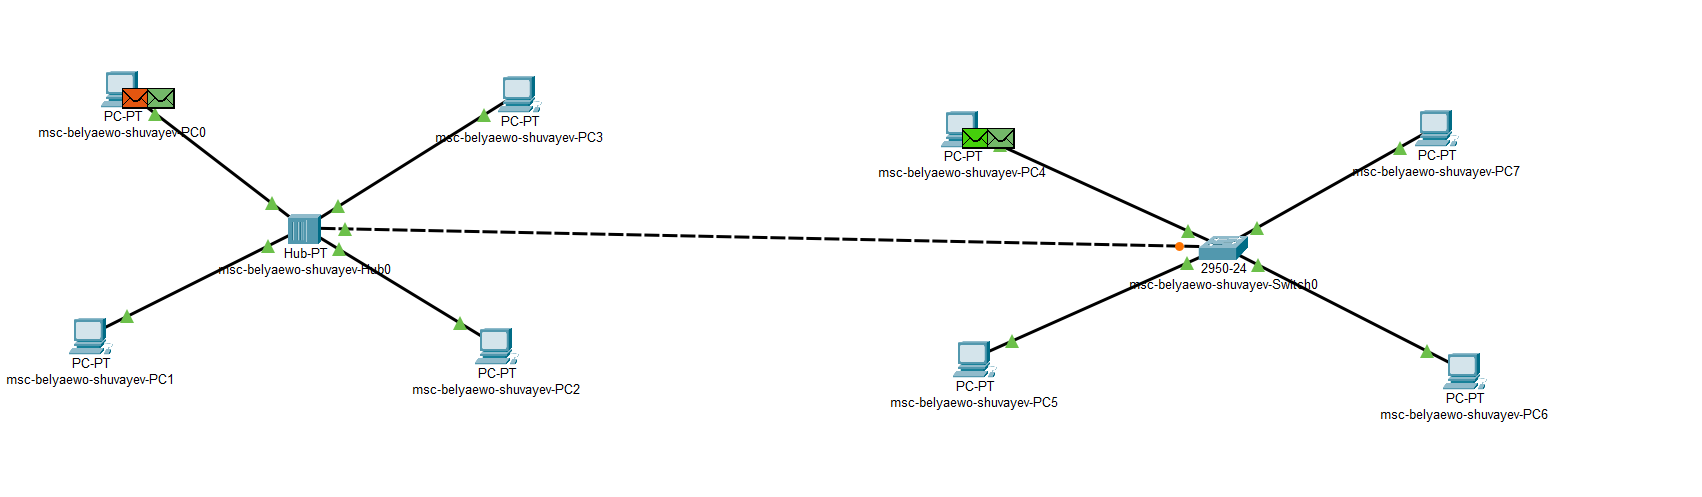 PC-PT
msc-belyaewo-shuvayev-PC0
PC-PT
msc-belyaewo-shuvayev-PC3
PC-PT
msc-belyaewo-shuvayev-PC4
PC-PT
msc-belyaewo-shuvayev-PC7
Hub-PT
msc-belyaewo-shuvayev-Hub0
2950-24
msc-belyaewo-shuvayev-Switch0
PC-PT
msc-belyaewo-shuvayev-PC1
PC-PT
msc-belyaewo-shuvayev-PC2
PC-PT
msc-belyaewo-shuvayev-PC5
PC-PT
msc-belyaewo-shuvayev-PC6